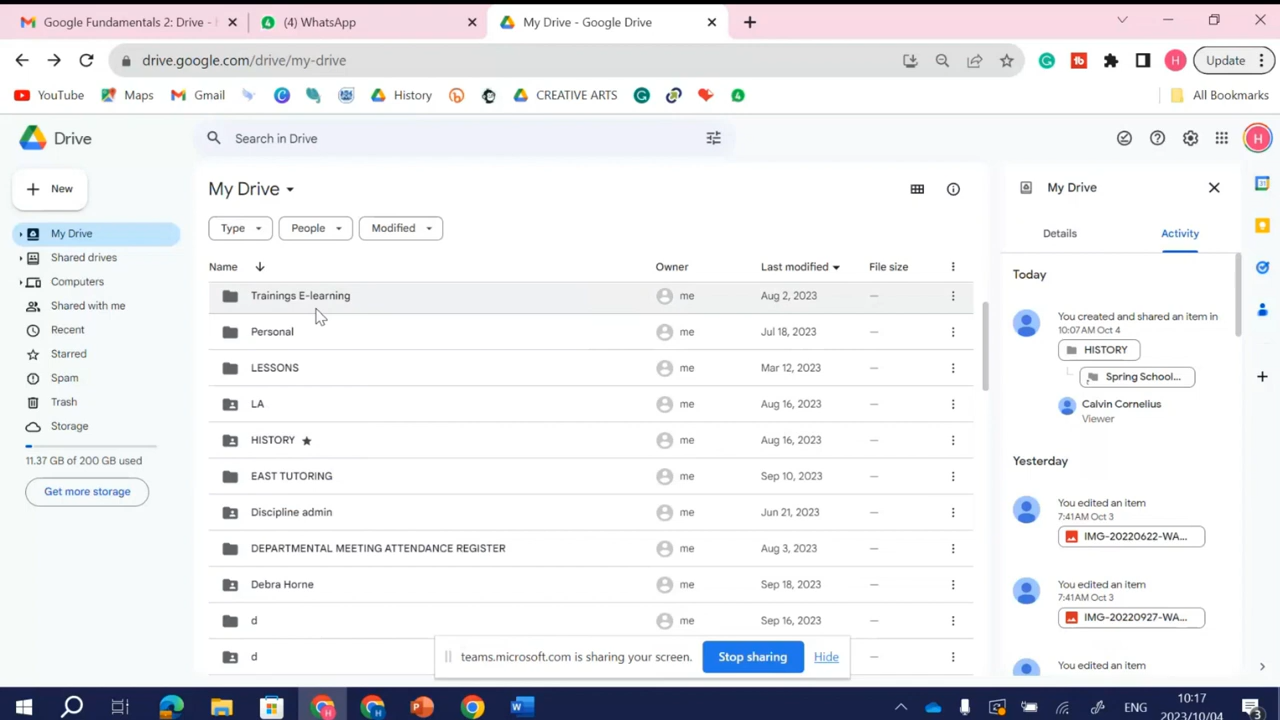 Google Fundamentals 2: Drive -
(4) WhatsApp
My Drive - Google Drive
drive.google.com/drive/my-drive
H
Update
YouTube
Maps
Gmail
History
CREATIVE ARTS
All Bookmarks
Drive
Search in Drive
H
New
My Drive
Shared drives
Computers
Shared with me
Recent
Starred
Spam
Trash
Storage
11.37 GB of 200 GB used
Get more storage
My Drive
Type
People
Modified
Name
Owner
Last modified
File size
Trainings E-learning me Aug 2, 2023 —
Personal me Jul 18, 2023 —
LESSONS me Mar 12, 2023 —
LA me Aug 16, 2023 —
HISTORY me Aug 16, 2023 —
EAST TUTORING me Sep 10, 2023 —
Discipline admin me Jun 21, 2023 —
DEPARTMENTAL MEETING ATTENDANCE REGISTER me Aug 3, 2023 —
Debra Horne me Sep 18, 2023 —
d me Sep 16, 2023 —
d
My Drive
Details
Activity
Today
You created and shared an item in
10:07 AM Oct 4
HISTORY
Spring School...
Calvin Cornelius
Viewer
Yesterday
You edited an item
7:41 AM Oct 3
IMG-20220622-WA...
You edited an item
7:41 AM Oct 3
IMG-20220927-WA...
You edited an item
teams.microsoft.com is sharing your screen.
Stop sharing
Hide
ENG
10:17
2023/10/04
3